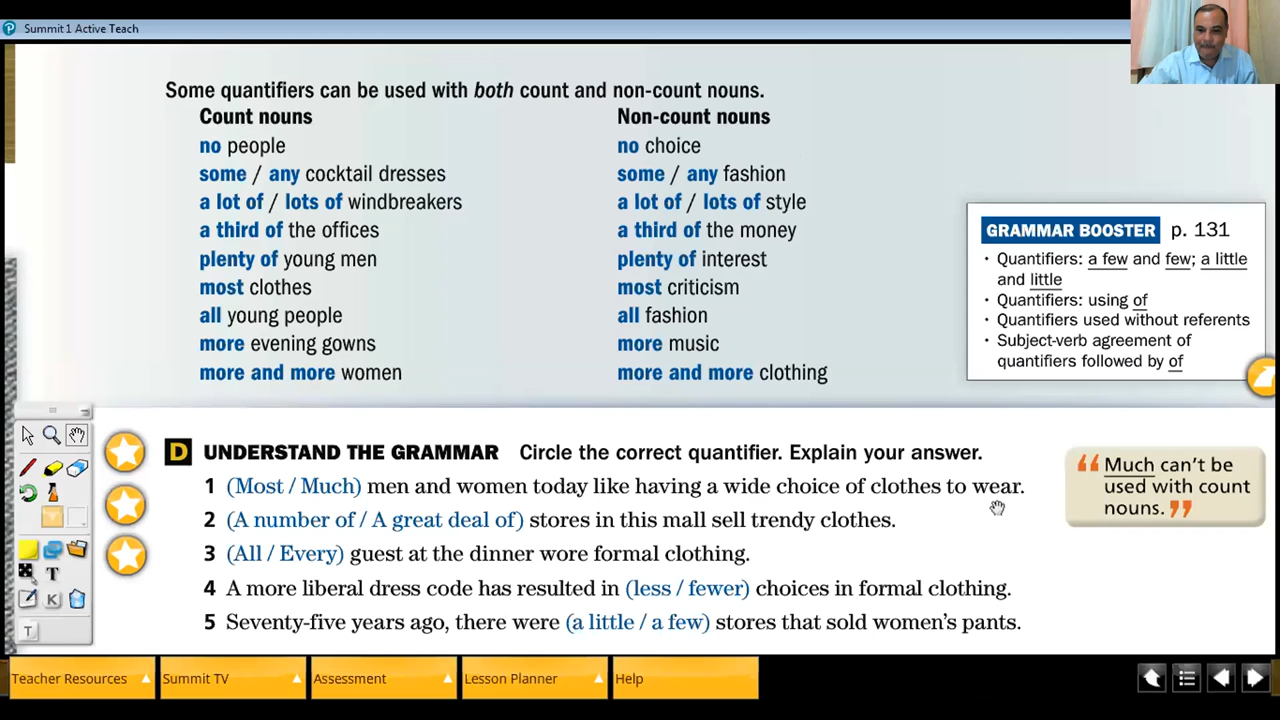 Summit 1 Active Teach
Some quantifiers can be used with both count and non-count nouns.
Count nouns
no people
some / any cocktail dresses
a lot of / lots of windbreakers
a third of the offices
plenty of young men
most clothes
all young people
more evening gowns
more and more women
Non-count nouns
no choice
some / any fashion
a lot of / lots of style
a third of the money
plenty of interest
most criticism
all fashion
more music
more and more clothing
GRAMMAR BOOSTER p. 131
• Quantifiers: a few and few; a little
and little
• Quantifiers: using of
• Quantifiers used without referents
• Subject-verb agreement of
quantifiers followed by of
D UNDERSTAND THE GRAMMAR Circle the correct quantifier. Explain your answer.
1 (Most / Much) men and women today like having a wide choice of clothes to wear.
2 (A number of / A great deal of) stores in this mall sell trendy clothes.
3 (All / Every) guest at the dinner wore formal clothing.
4 A more liberal dress code has resulted in (less / fewer) choices in formal clothing.
5 Seventy-five years ago, there were (a little / a few) stores that sold women's pants.
“ Much can't be
used with count
nouns. ”
T
K
T
Teacher Resources
Summit TV
Assessment
Lesson Planner
Help